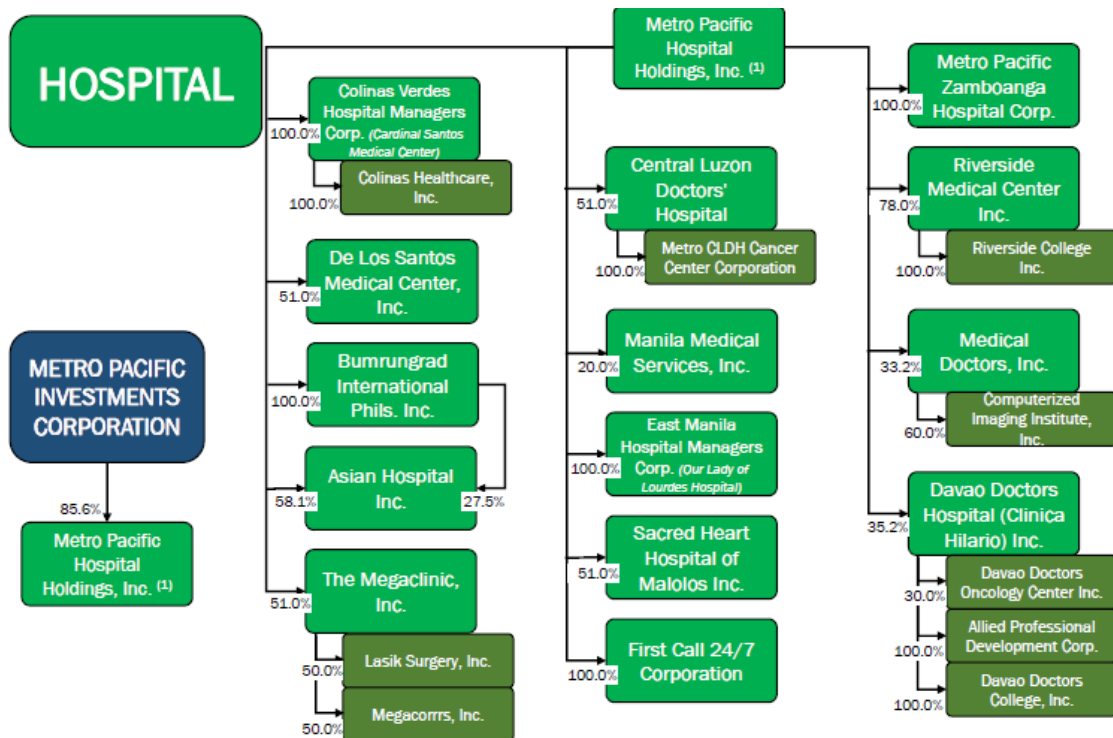 HOSPITAL
METRO PACIFIC
INVESTMENTS
CORPORATION
85.6%
Metro Pacific
Hospital
Holdings, Inc. (1)
Metro Pacific
Hospital
Holdings, Inc. (1)
Colinas Verdes
Hospital Managers
Corp. (Cardinal Santos
Medical Center)
100.0%
Colinas Healthcare,
Inc.
100.0%
De Los Santos
Medical Center,
Inc.
51.0%
Bumrungrad
International
Phils. Inc.
100.0%
Asian Hospital
Inc.
58.1%
27.5%
The Megaclinic,
Inc.
51.0%
Lasik Surgery, Inc.
50.0%
Megacorrrs, Inc.
50.0%
Central Luzon
Doctors'
Hospital
51.0%
Metro CLDH Cancer
Center Corporation
100.0%
Manila Medical
Services, Inc.
20.0%
East Manila
Hospital Managers
Corp. (Our Lady of
Lourdes Hospital)
100.0%
Sacred Heart
Hospital of
Malolos Inc.
51.0%
First Call 24/7
Corporation
100.0%
Metro Pacific
Zamboanga
Hospital Corp.
100.0%
Riverside
Medical Center
Inc.
78.0%
Riverside College
Inc.
100.0%
Medical
Doctors, Inc.
33.2%
Computerized
Imaging Institute,
Inc.
60.0%
Davao Doctors
Hospital (Clinica
Hilario) Inc.
35.2%
Davao Doctors
Oncology Center Inc.
30.0%
Allied Professional
Development Corp.
100.0%
Davao Doctors
College, Inc.
100.0%